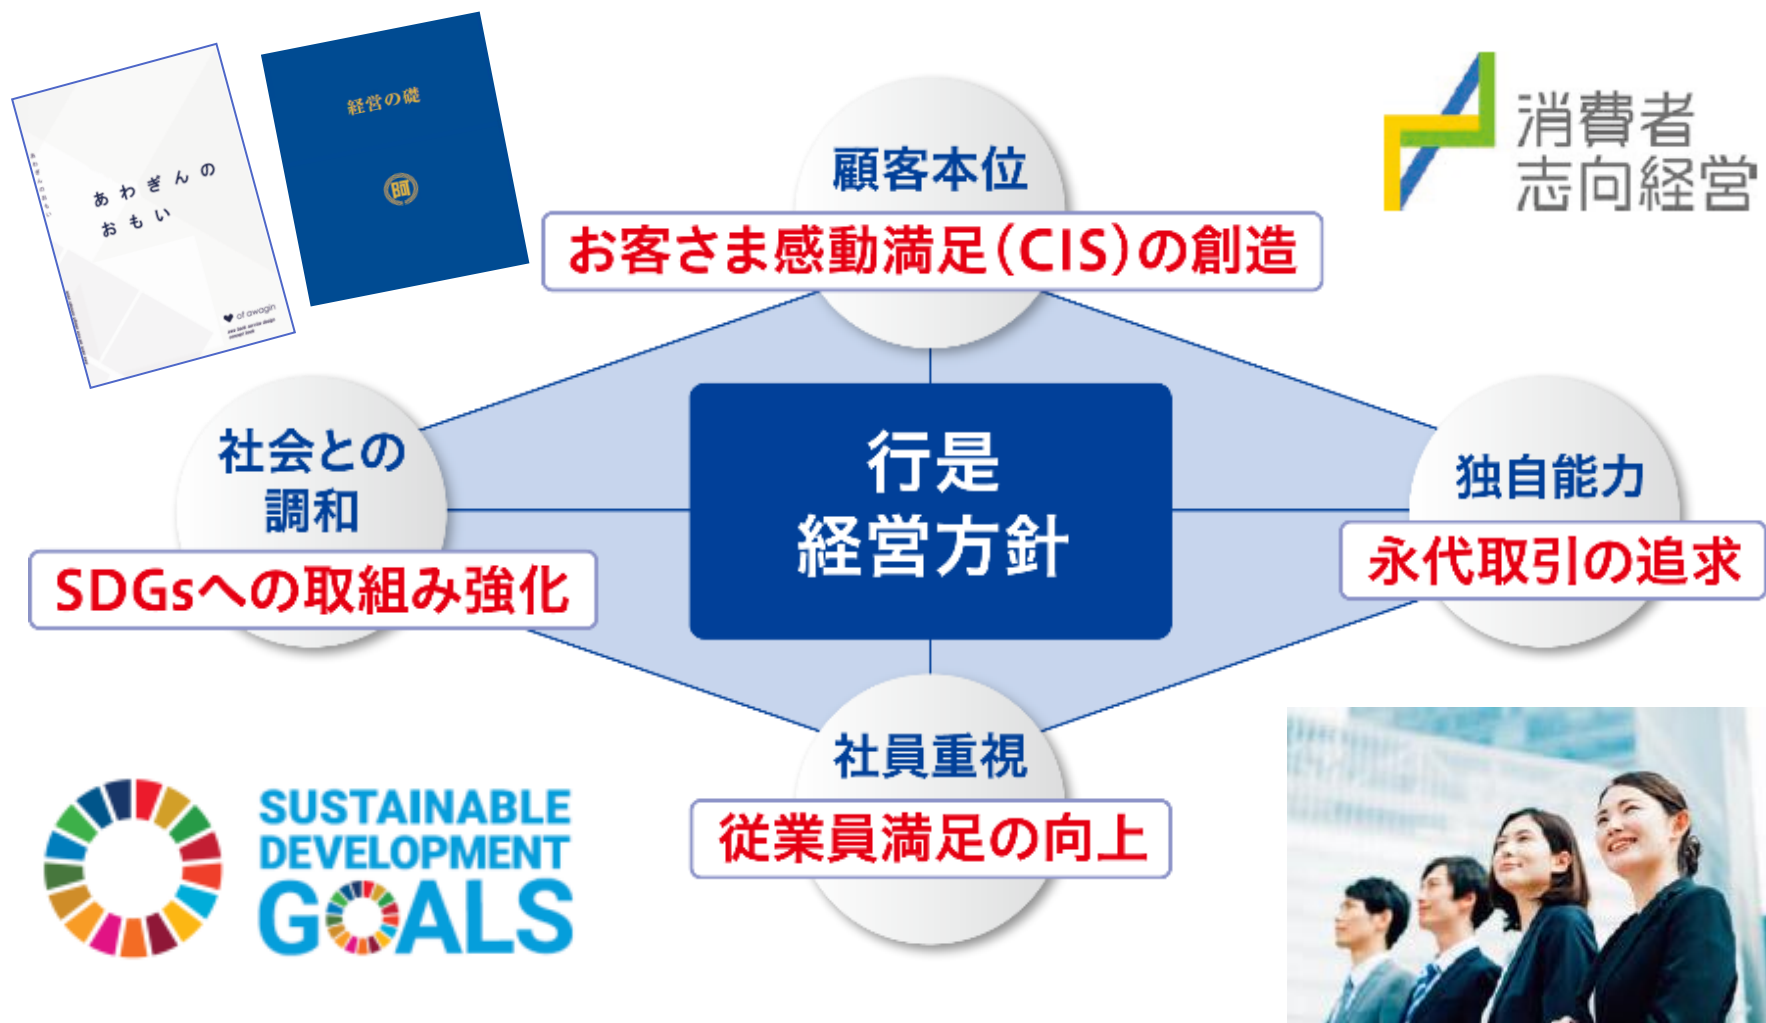 経営の礎
あわぎんの
おもい
of awagin
消費者
志向経営
顧客本位
お客さま感動満足(CIS)の創造
社会との
調和
SDGsへの取組み強化
行是
経営方針
独自能力
永代取引の追求
社員重視
従業員満足の向上
SUSTAINABLE
DEVELOPMENT
GOALS